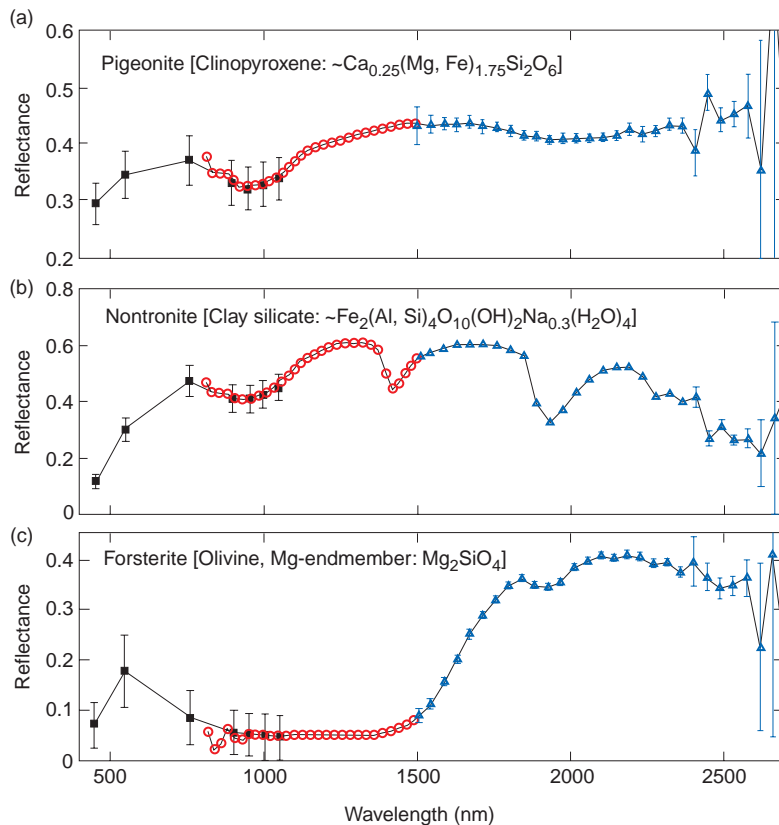 (a)
0.6
Pigeonite [Clinopyroxene: ~Ca0.25(Mg, Fe)1.75Si2O6]
0.5
Reflectance
0.4
0.3
0.2
(b)
0.8
Nontronite [Clay silicate: ~Fe2(Al, Si)4O10(OH)2Na0.3(H2O)4]
0.6
Reflectance
0.4
0.2
0
(c)
Forsterite [Olivine, Mg-endmember: Mg2SiO4]
0.4
0.3
Reflectance
0.2
0.1
0
500 1000 1500 2000 2500
Wavelength (nm)